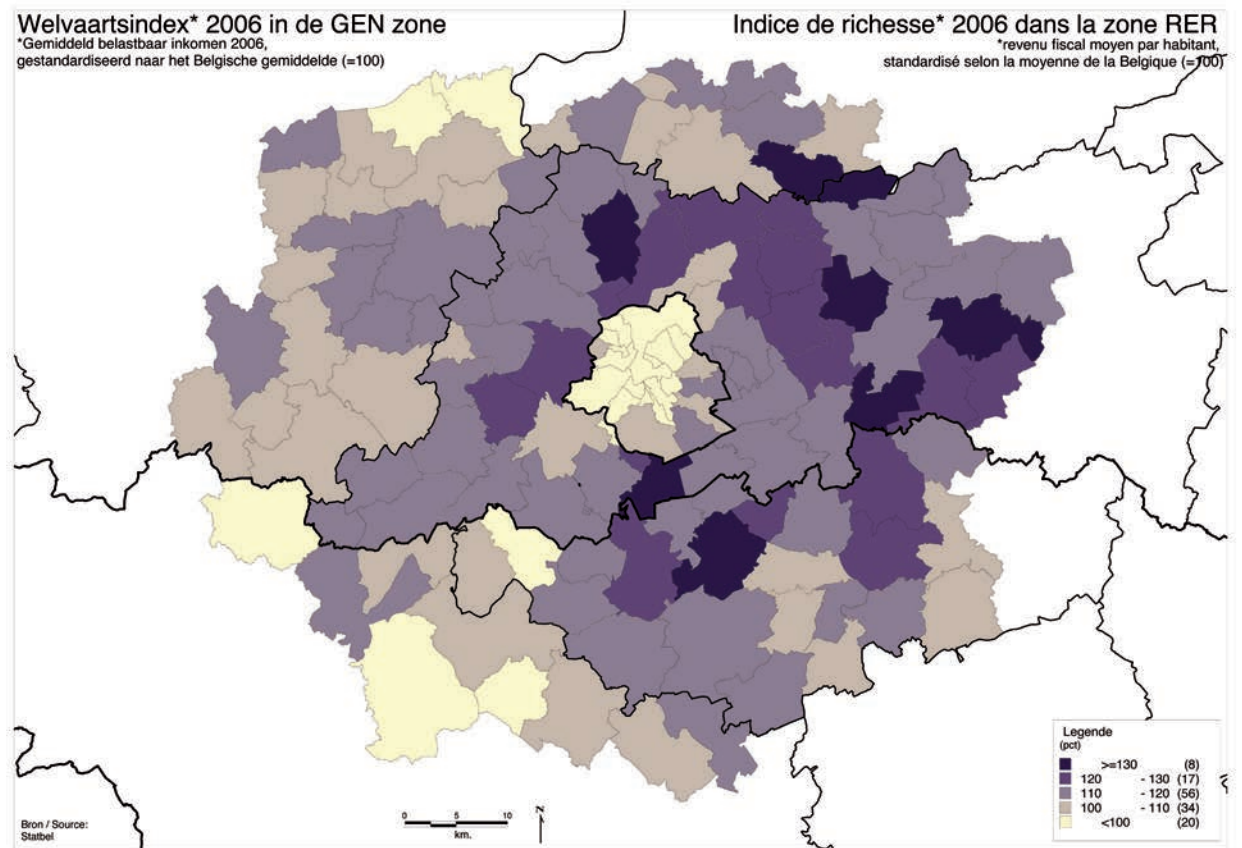 Welvaartsindex* 2006 in de GEN zone
*Gemiddeld belastbaar inkomen 2006,
gestandardiseerd naar het Belgische gemiddelde (=100)
Indice de richesse* 2006 dans la zone RER
*revenu fiscal moyen par habitant,
standardisé selon la moyenne de la Belgique (=100)
Legende
(pct)
>=130 (8)
120 - 130 (17)
110 - 120 (56)
100 - 110 (34)
<100 (20)
Bron / Source:
Statbel
0 5 10
km.
N